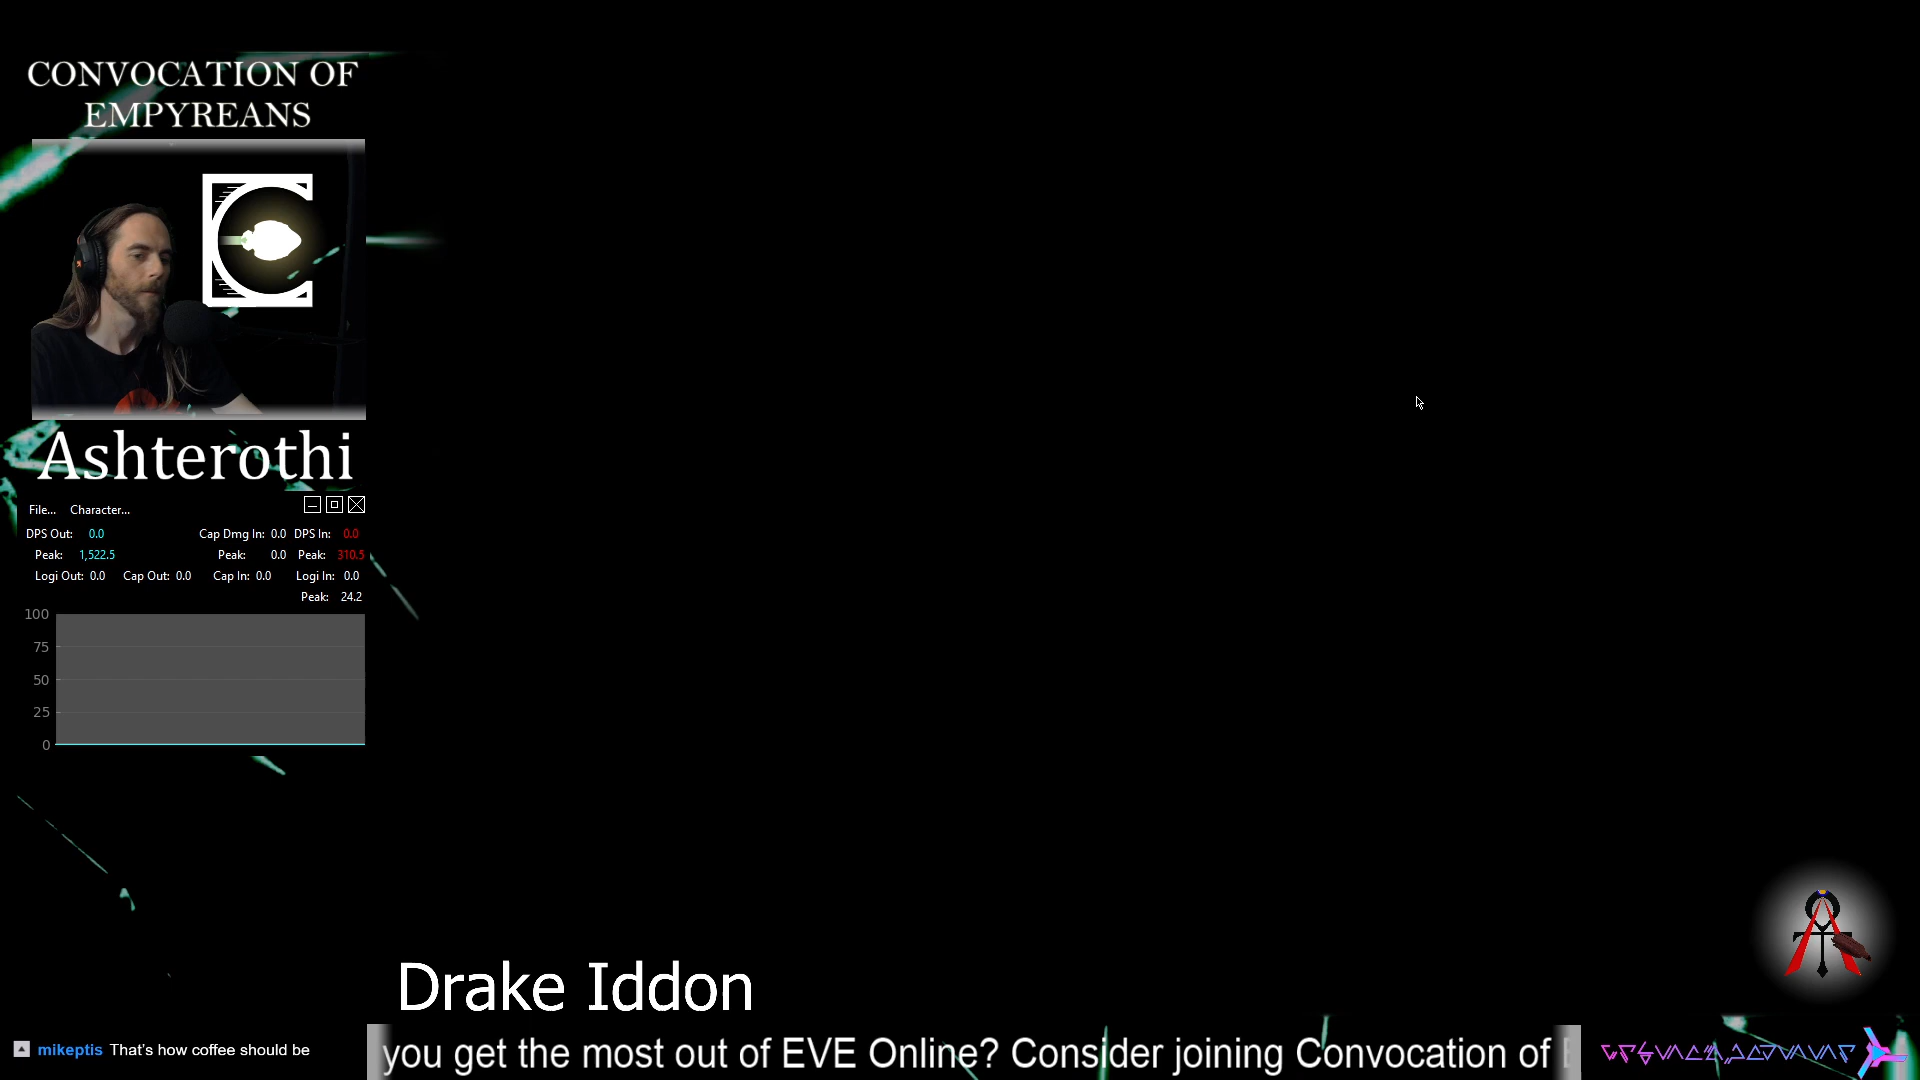 CONVOCATION OF
EMPYREANS
Ashterothi
File... Character...
DPS Out: 0.0 Cap Dmg In: 0.0 DPS In: 0.0
Peak: 1,522.5 Peak: 0.0 Peak: 310.5
Logi Out: 0.0 Cap Out: 0.0 Cap In: 0.0 Logi In: 0.0
Peak: 24.2
100
75
50
25
0
Drake Iddon
mikeptis That's how coffee should be
you get the most out of EVE Online? Consider joining Convocation of